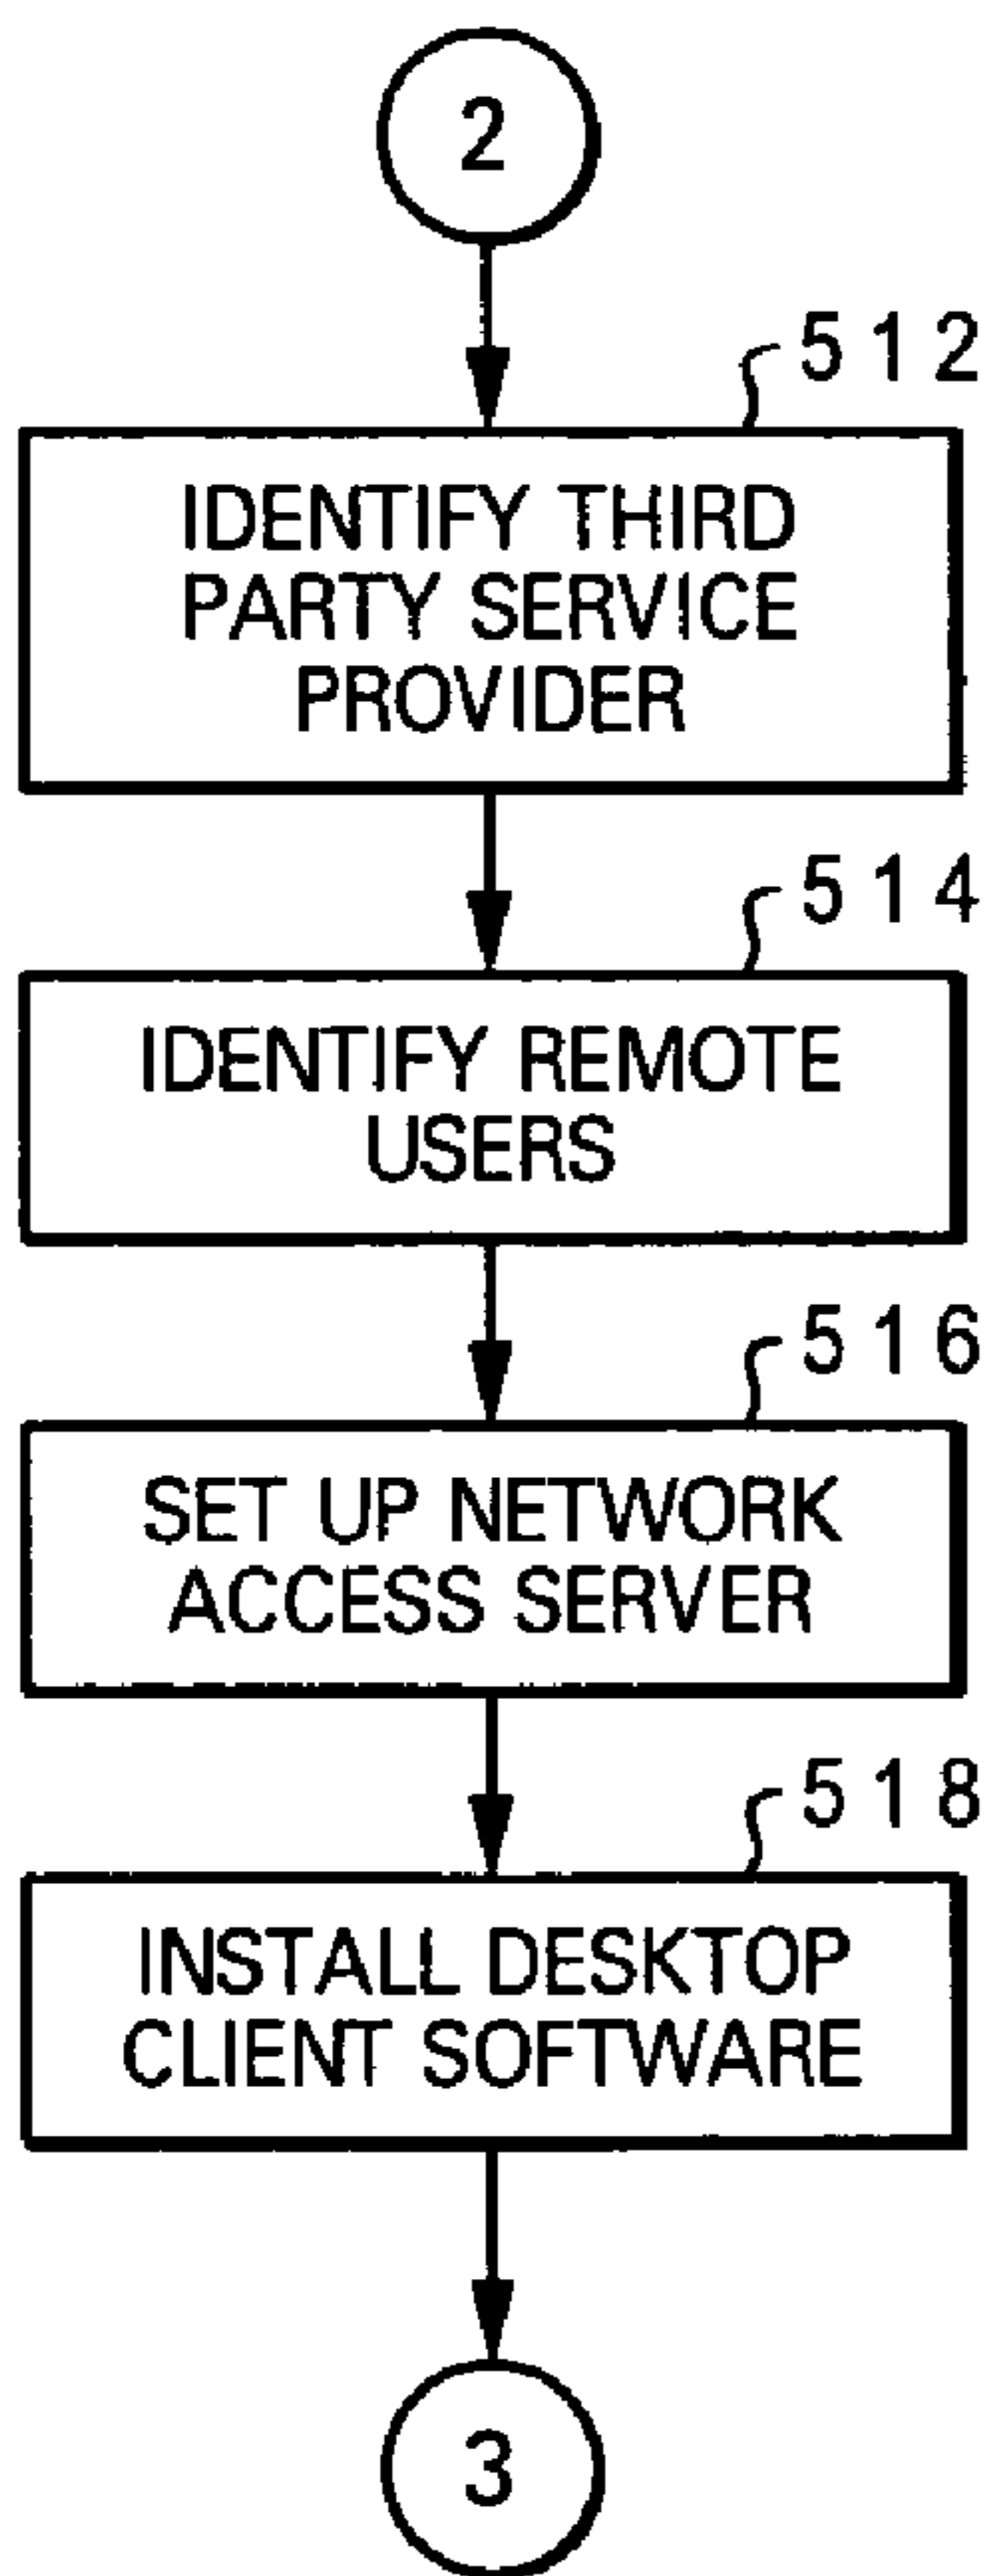 2
512
IDENTIFY THIRD
PARTY SERVICE
PROVIDER
514
IDENTIFY REMOTE
USERS
516
SET UP NETWORK
ACCESS SERVER
518
INSTALL DESKTOP
CLIENT SOFTWARE
3